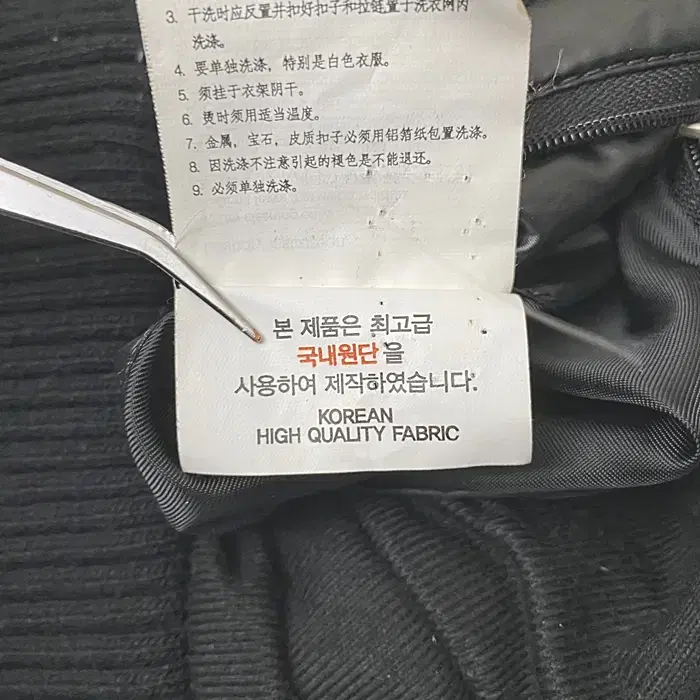 3. 干洗时应反置并扣好扣子和拉链置于洗衣网内
洗涤。
4. 要单独洗涤，特别是白色衣服。
5. 须挂于衣架阴干。
6. 烫时须用适当温度。
7. 金属，宝石，皮质扣子必须用铝箔纸包置洗涤。
8. 因洗涤不注意引起的褪色是不能退还。
9. 必须单独洗涤。
본 제품은 최고급
국내원단을
사용하여 제작하였습니다.
KOREAN
HIGH QUALITY FABRIC